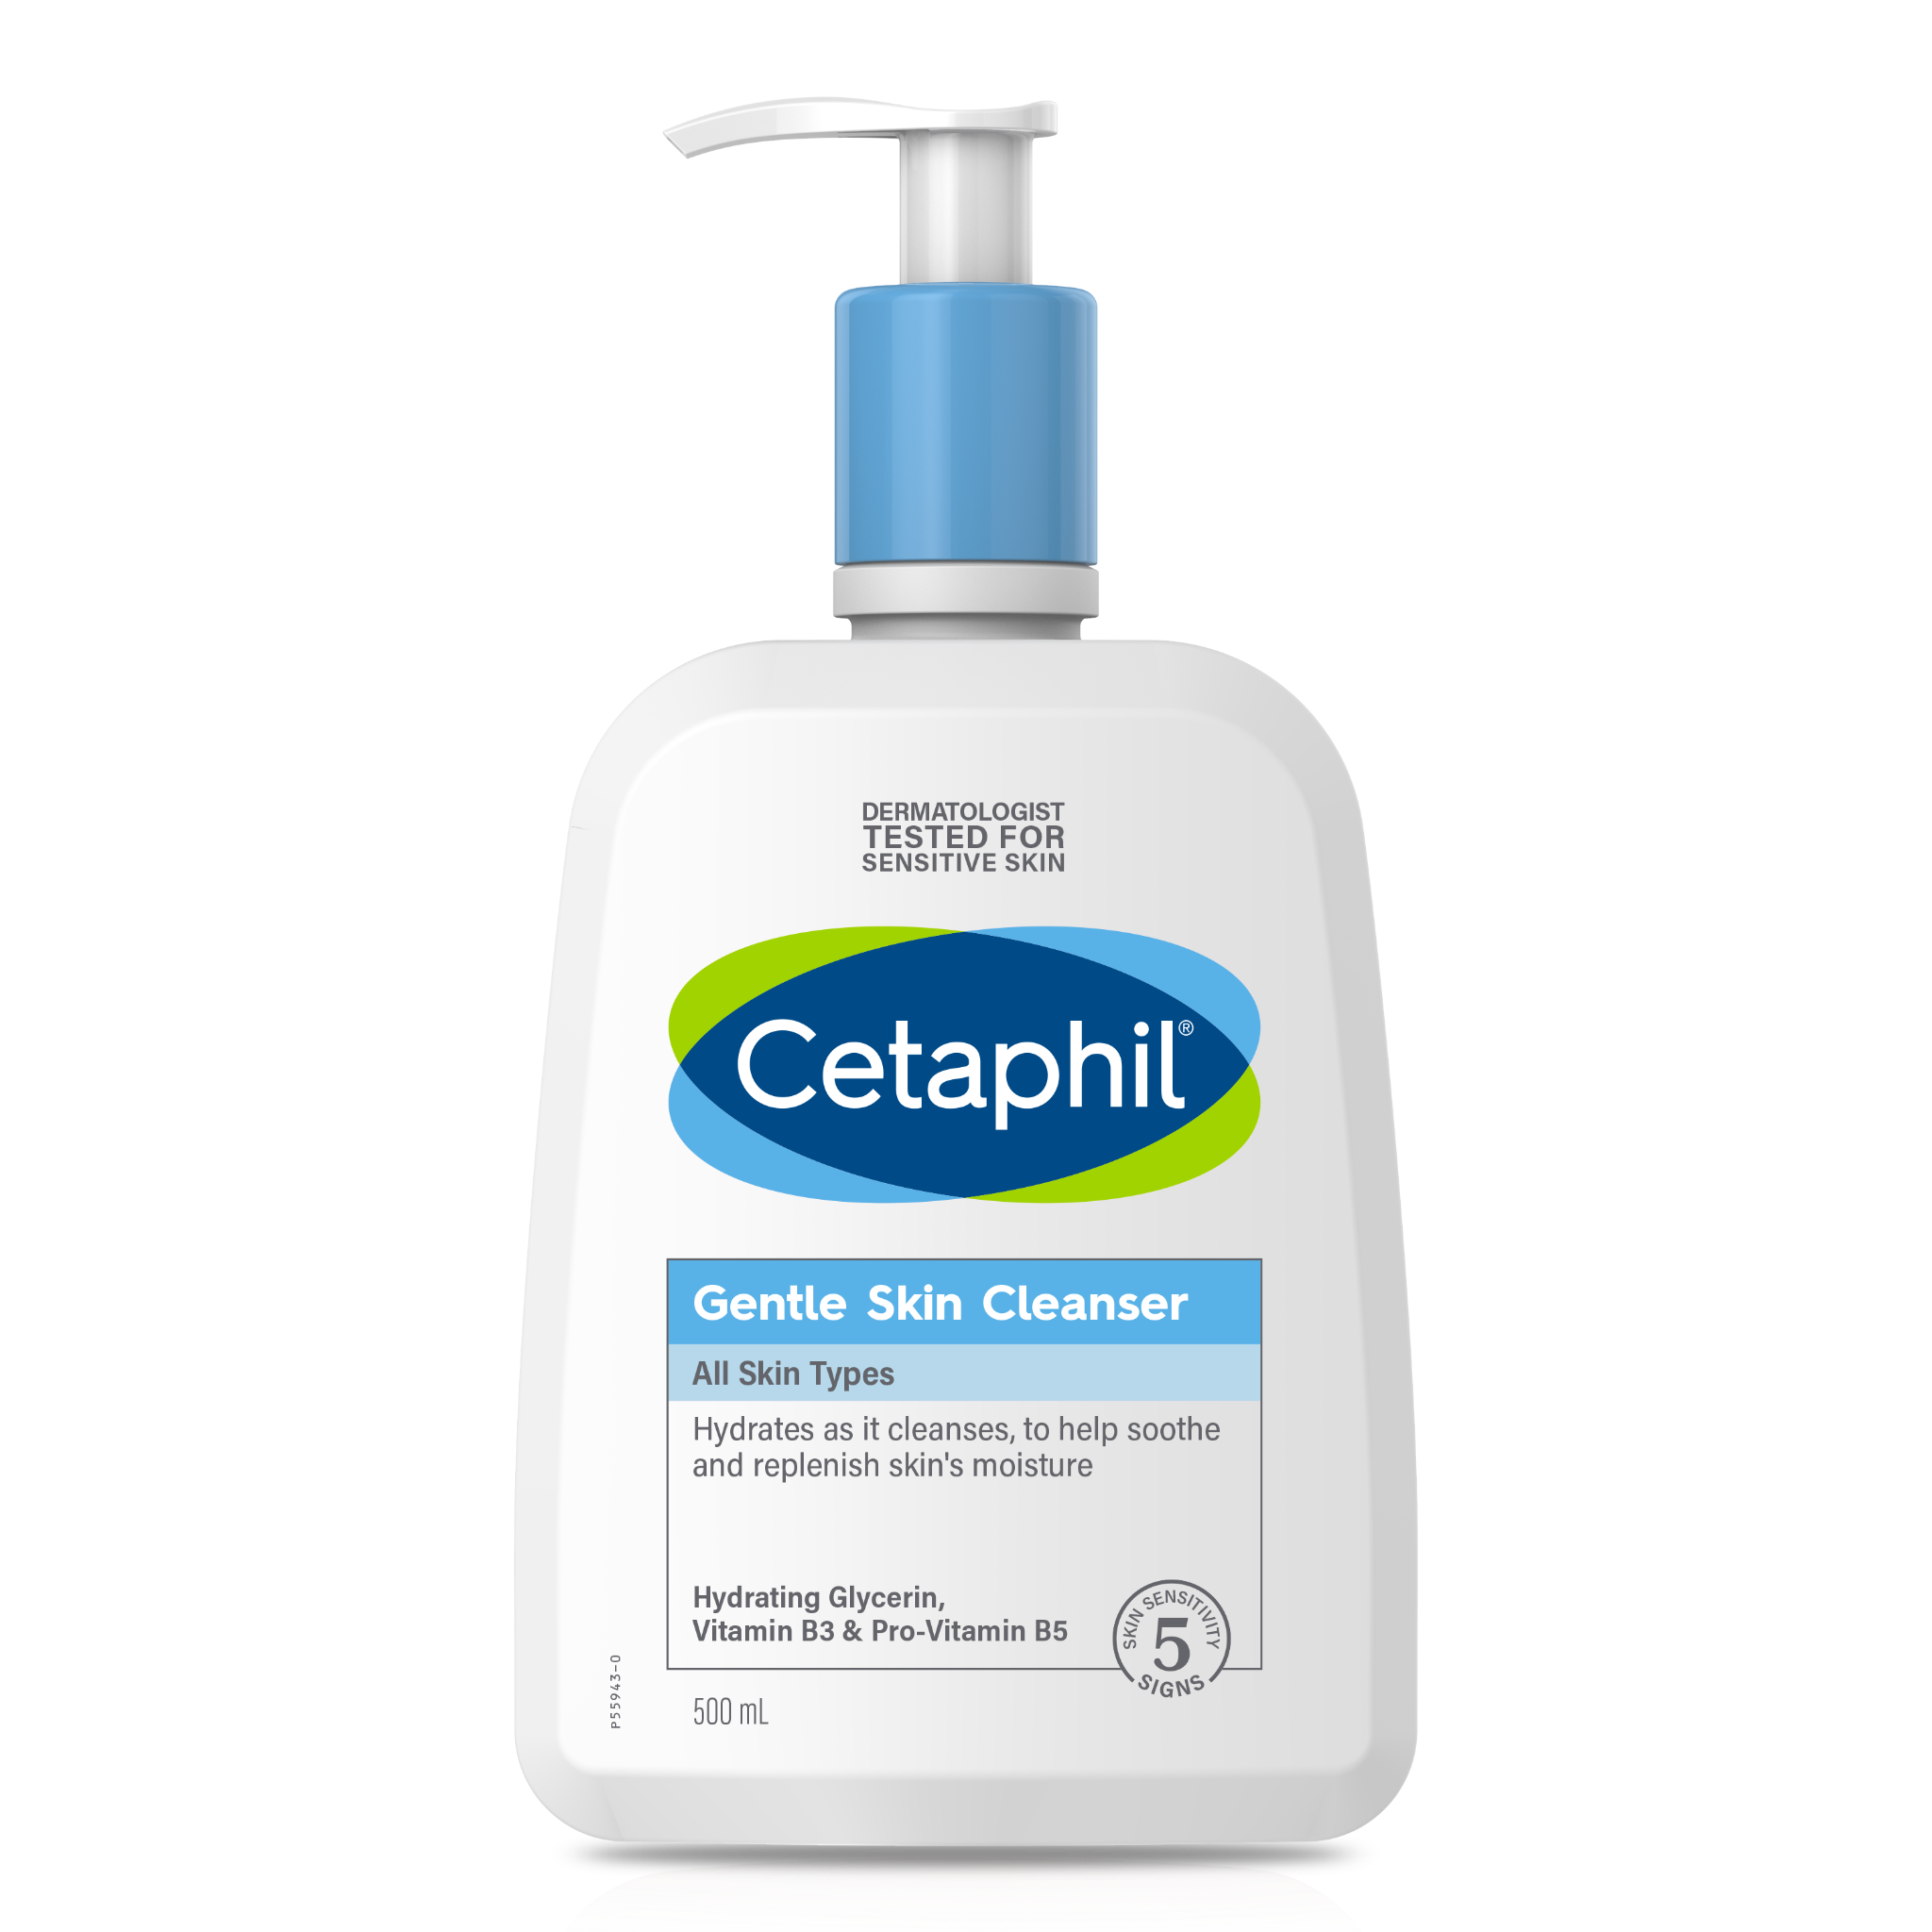 DERMATOLOGIST
TESTED FOR
SENSITIVE SKIN
Cetaphil®
Gentle Skin Cleanser
All Skin Types
Hydrates as it cleanses, to help soothe
and replenish skin's moisture
Hydrating Glycerin,
Vitamin B3 & Pro-Vitamin B5
SKIN SENSITIVITY
5
SIGNS
P55943-0
500 mL